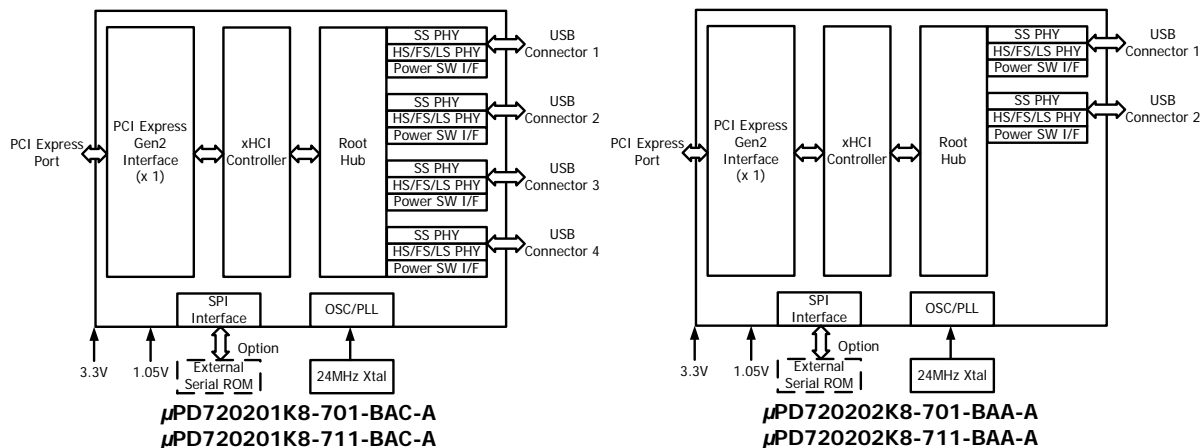 SS PHY
HS/FS/LS PHY
Power SW I/F
USB
Connector 1
SS PHY
HS/FS/LS PHY
Power SW I/F
USB
Connector 2
SS PHY
HS/FS/LS PHY
Power SW I/F
USB
Connector 3
SS PHY
HS/FS/LS PHY
Power SW I/F
USB
Connector 4
PCI Express
Port
PCI Express
Gen2
Interface
(x 1)
xHCI
Controller
Root
Hub
SPI
Interface
OSC/PLL
Option
3.3V
1.05V
External
Serial ROM
24MHz Xtal
µPD720201K8-701-BAC-A
µPD720201K8-711-BAC-A
SS PHY
HS/FS/LS PHY
Power SW I/F
USB
Connector 1
SS PHY
HS/FS/LS PHY
Power SW I/F
USB
Connector 2
PCI Express
Port
PCI Express
Gen2
Interface
(x 1)
xHCI
Controller
Root
Hub
SPI
Interface
OSC/PLL
Option
3.3V
1.05V
External
Serial ROM
24MHz Xtal
µPD720202K8-701-BAA-A
µPD720202K8-711-BAA-A